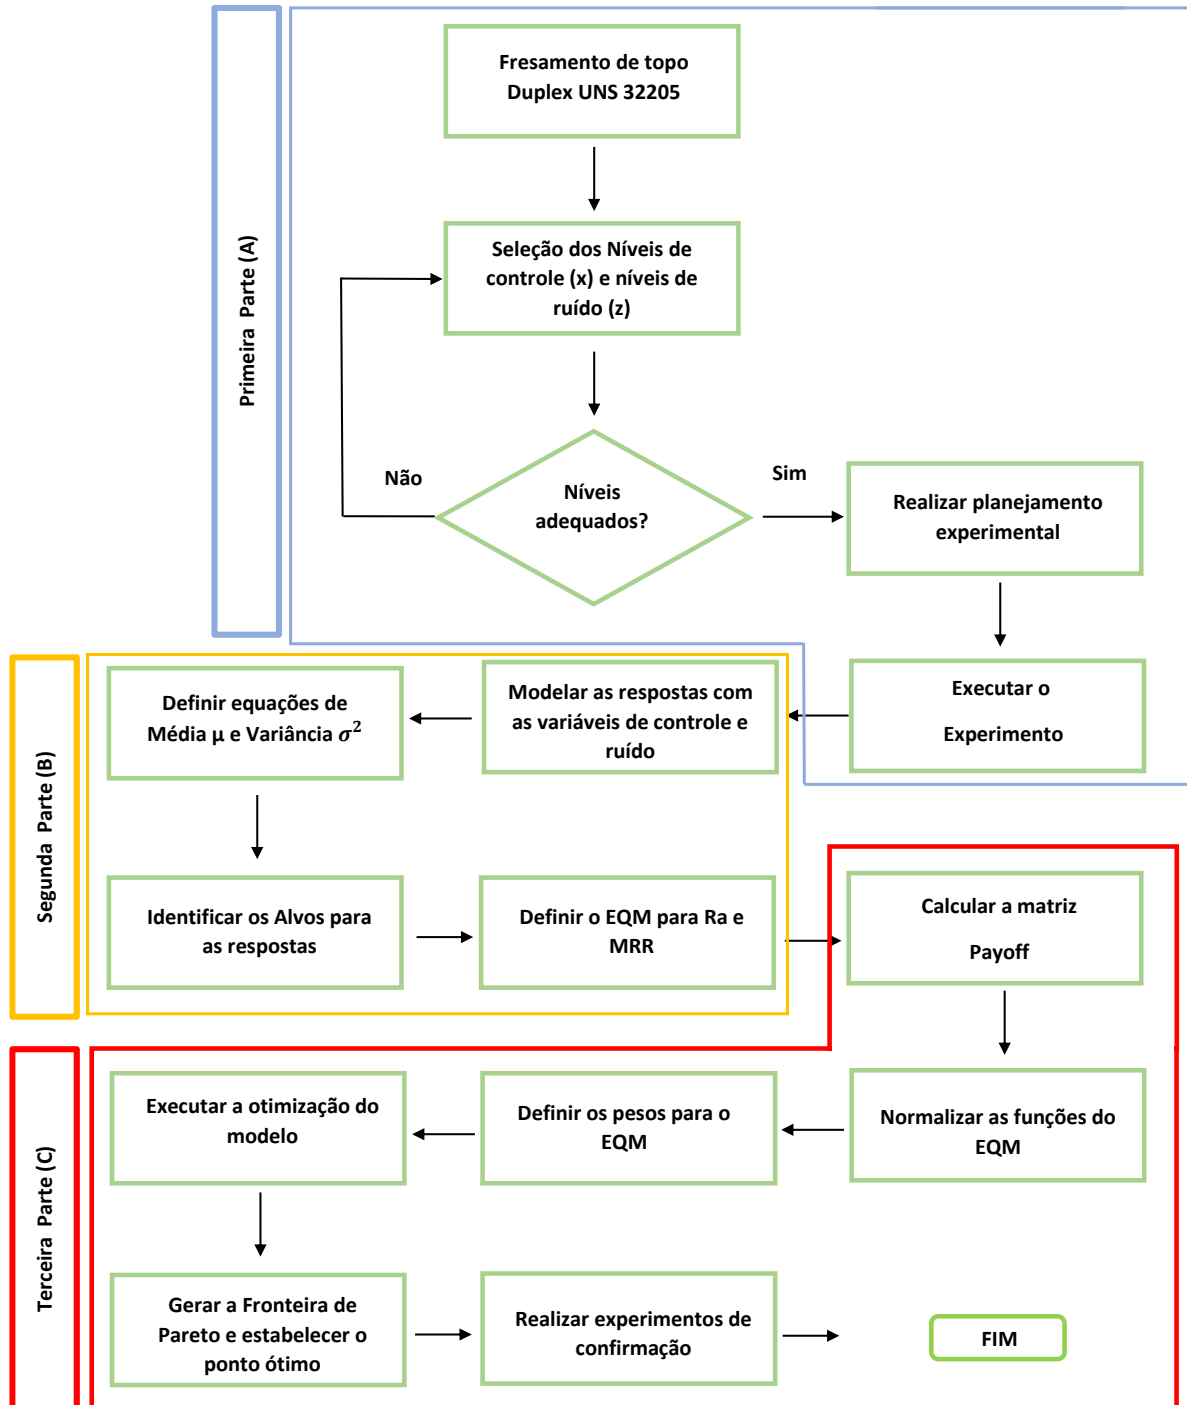 Primeira Parte (A)
Fresamento de topo
Duplex UNS 32205
Seleção dos Níveis de
controle (x) e níveis de
ruído (z)
Não
Níveis
adequados?
Sim
Realizar planejamento
experimental
Executar o
Experimento
Segunda Parte (B)
Modelar as respostas com
as variáveis de controle e
ruído
Definir equações de
Média μ e Variância σ²
Identificar os Alvos para
as respostas
Definir o EQM para Ra e
MRR
Terceira Parte (C)
Calcular a matriz
Payoff
Normalizar as funções do
EQM
Definir os pesos para o
EQM
Executar a otimização do
modelo
Gerar a Fronteira de
Pareto e estabelecer o
ponto ótimo
Realizar experimentos de
confirmação
FIM